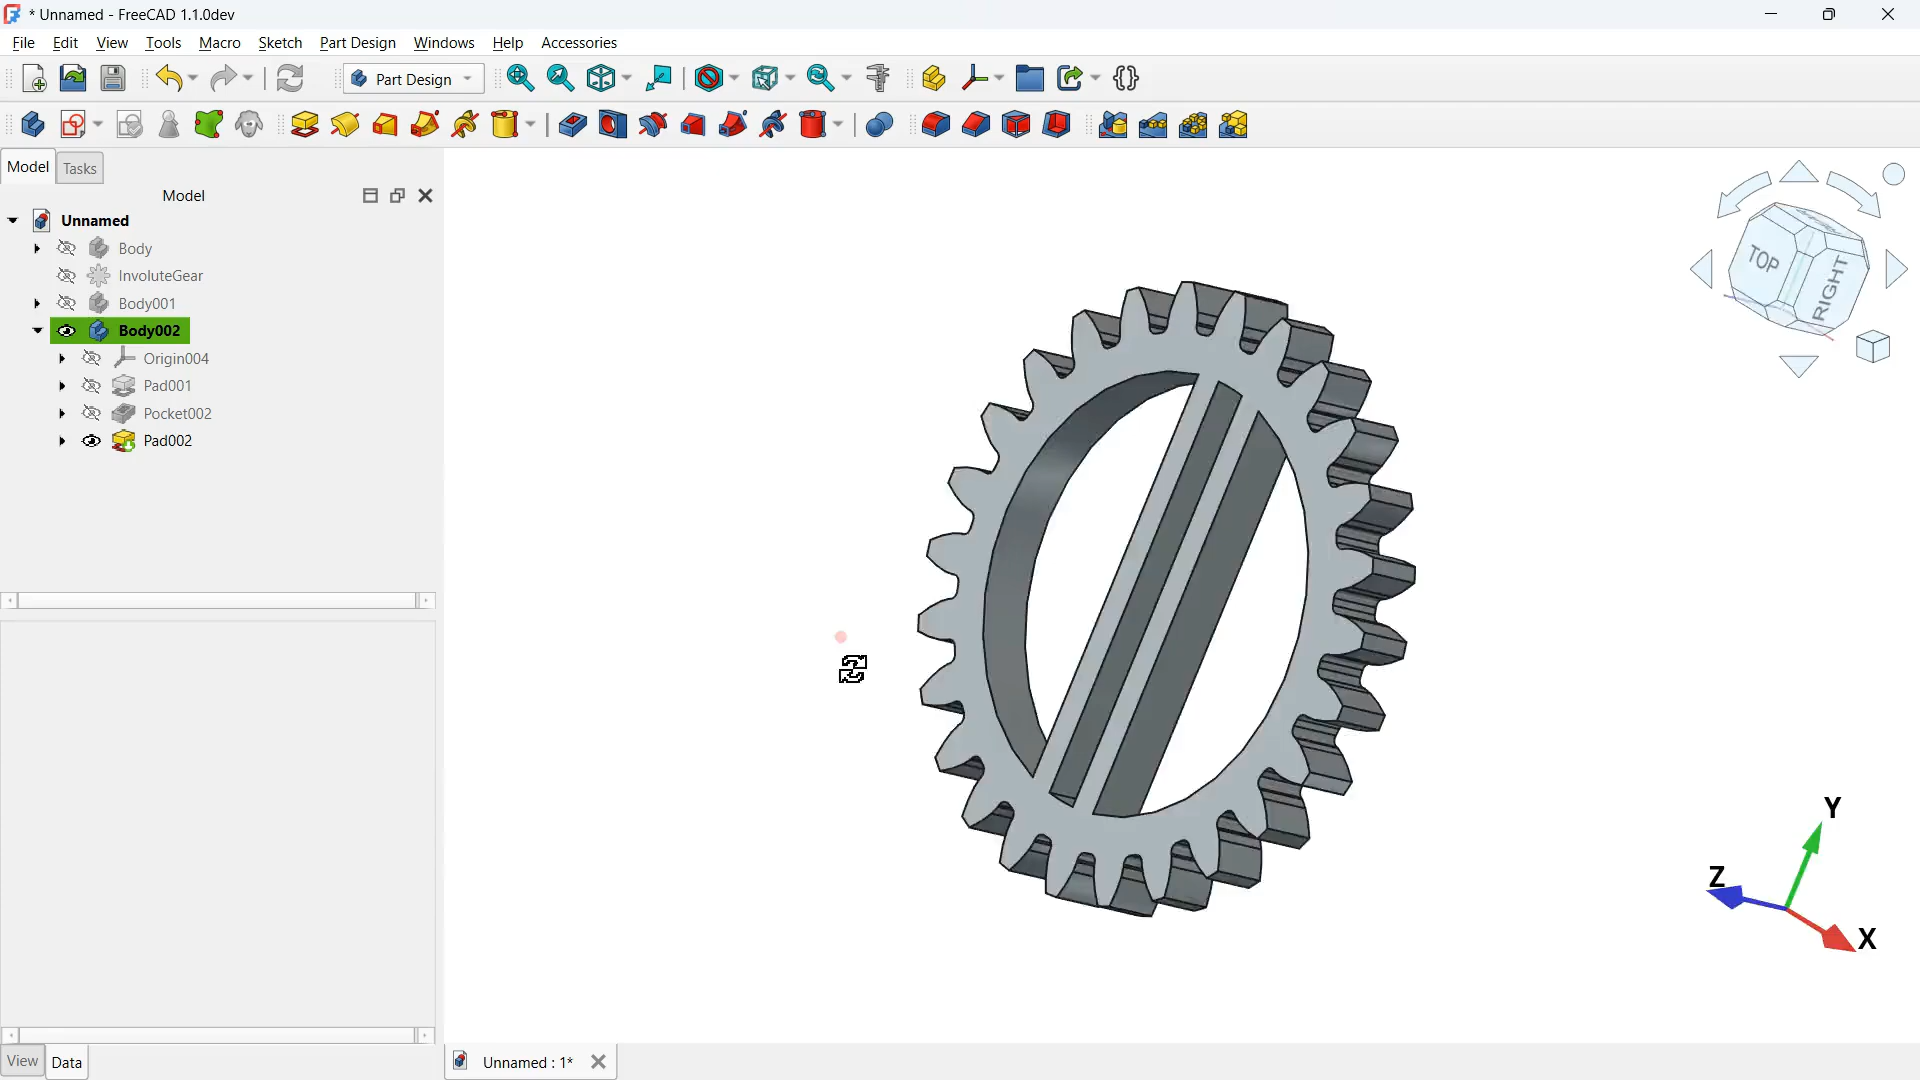 * Unnamed - FreeCAD 1.1.0dev
File Edit View Tools Macro Sketch Part Design Windows Help Accessories
Part Design
Model Tasks
Model
Unnamed
Body
InvoluteGear
Body001
Body002
Origin004
Pad001
Pocket002
Pad002
TOP
RIGHT
Y
Z
X
View Data
Unnamed : 1*